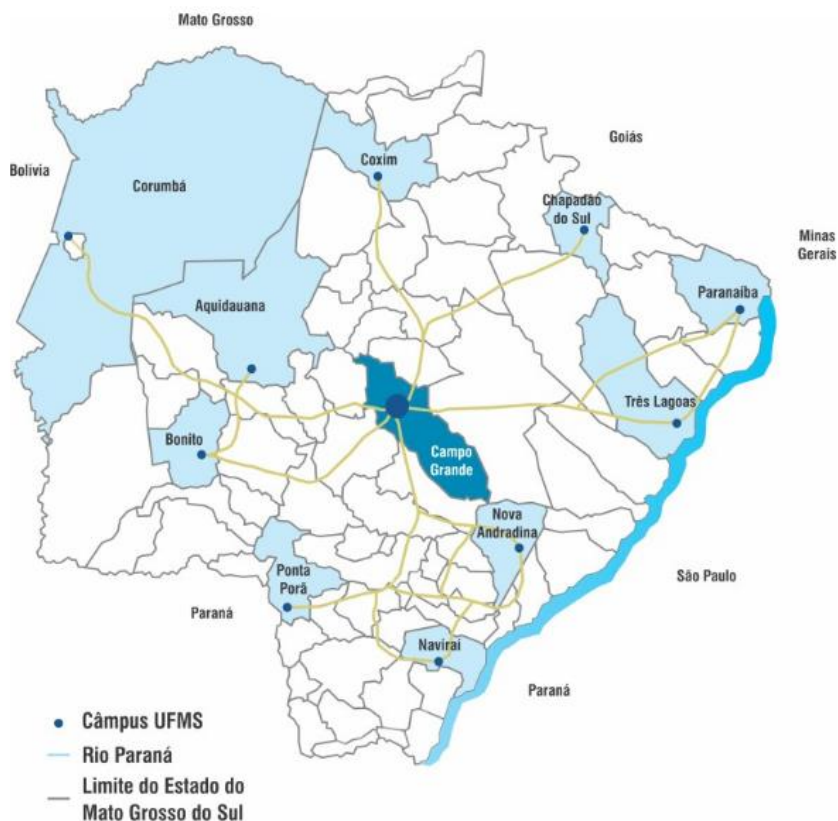 Mato Grosso
Goiás
Bolívia
Corumbá
Coxim
Chapadão
do Sul
Minas
Gerais
Paranaíba
Aquidauana
Três Lagoas
Bonito
Campo
Grande
Nova
Andradina
Ponta
Porã
São Paulo
Paraná
Naviraí
Paraná
Câmpus UFMS
Rio Paraná
Limite do Estado do
Mato Grosso do Sul